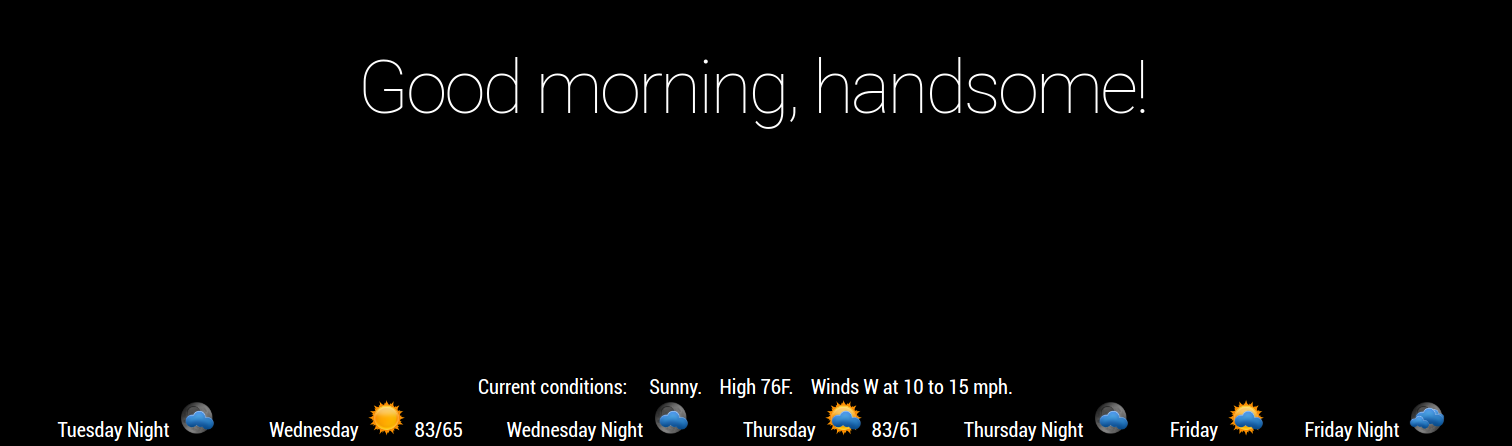 Good morning, handsome!
Current conditions: Sunny. High 76F. Winds W at 10 to 15 mph.
Tuesday Night Wednesday 83/65 Wednesday Night Thursday 83/61 Thursday Night Friday Friday Night